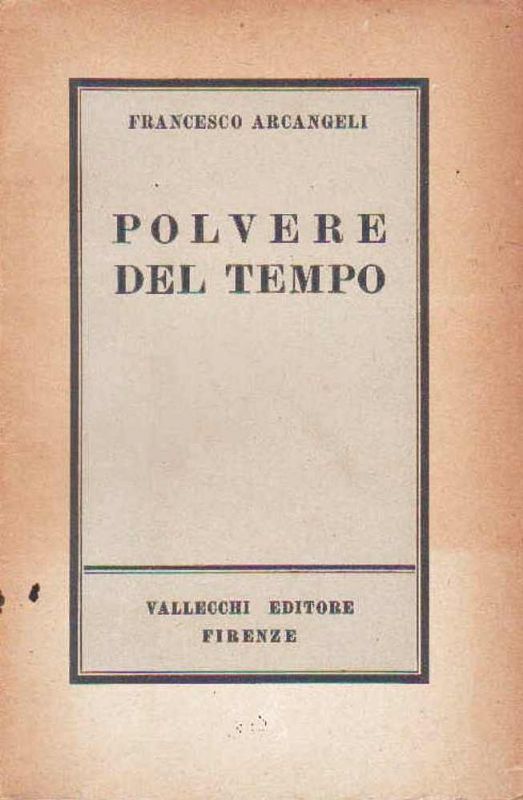 FRANCESCO ARCANGELI
POLVERE
DEL TEMPO
VALLECCHI EDITORE
FIRENZE